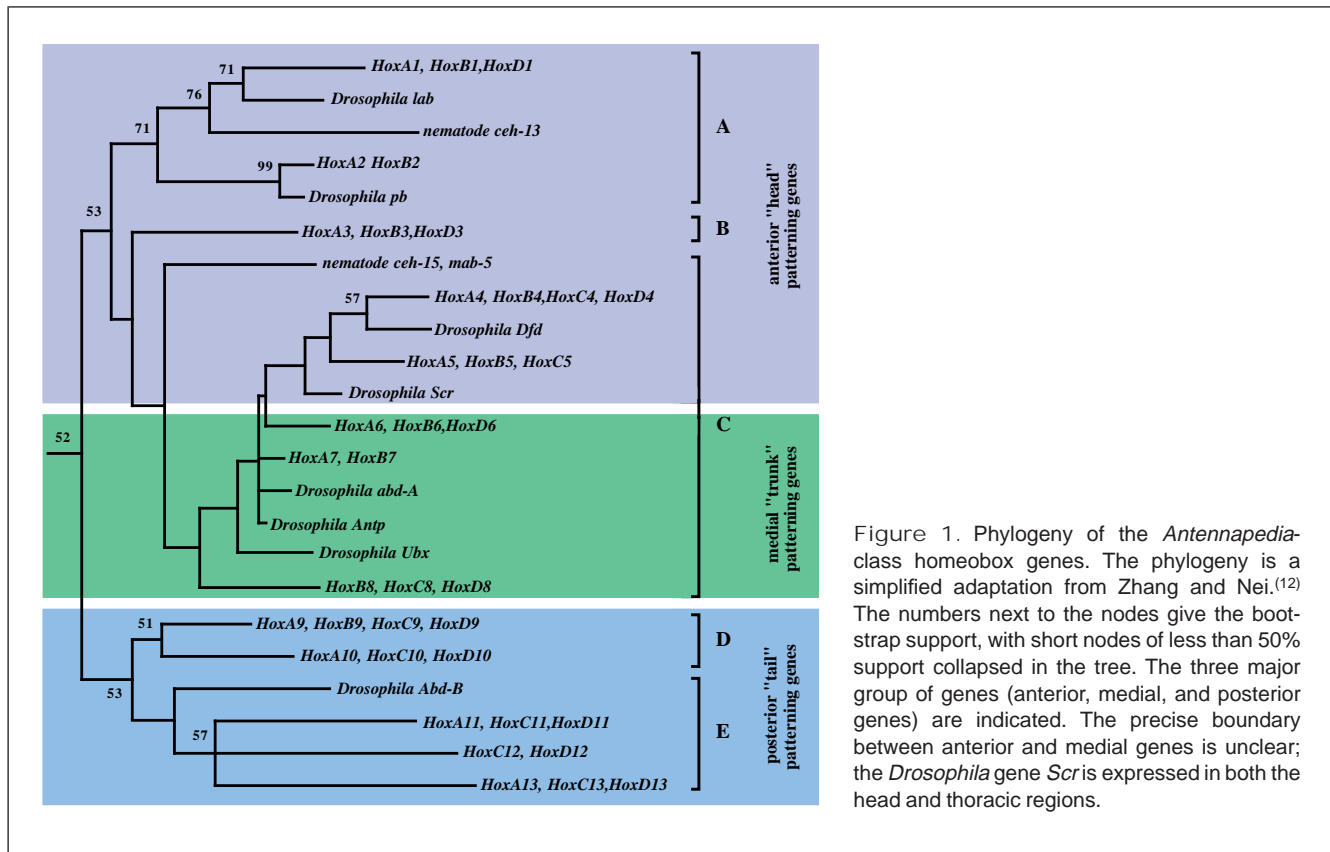 71
HoxA1, HoxB1,HoxD1
76
Drosophila lab
71
nematode ceh-13
A
99
HoxA2 HoxB2
Drosophila pb
53
HoxA3, HoxB3,HoxD3
B
nematode ceh-15, mab-5
57
HoxA4, HoxB4,HoxC4, HoxD4
Drosophila Dfd
HoxA5, HoxB5, HoxC5
Drosophila Scr
anterior "head"
patterning genes
52
HoxA6, HoxB6,HoxD6
C
HoxA7, HoxB7
Drosophila abd-A
Drosophila Antp
Drosophila Ubx
HoxB8, HoxC8, HoxD8
medial "trunk"
patterning genes
51
HoxA9, HoxB9, HoxC9, HoxD9
D
HoxA10, HoxC10, HoxD10
53
Drosophila Abd-B
HoxA11, HoxC11,HoxD11
57
E
HoxC12, HoxD12
HoxA13, HoxC13,HoxD13
posterior "tail"
patterning genes
Figure 1. Phylogeny of the Antennapedia-
class homeobox genes. The phylogeny is a
simplified adaptation from Zhang and Nei.(12)
The numbers next to the nodes give the boot-
strap support, with short nodes of less than 50%
support collapsed in the tree. The three major
group of genes (anterior, medial, and posterior
genes) are indicated. The precise boundary
between anterior and medial genes is unclear;
the Drosophila gene Scr is expressed in both the
head and thoracic regions.